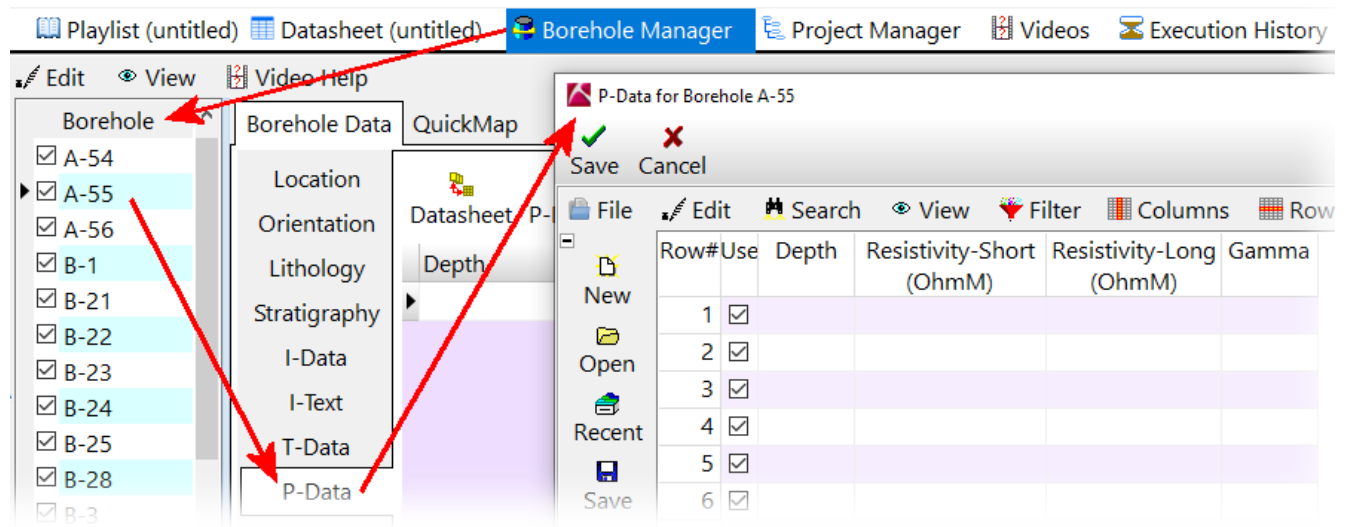 Playlist (untitled) Datasheet (untitled) Borehole Manager Project Manager Videos Execution History
Edit View Video Help
Borehole
A-54
A-55
A-56
B-1
B-21
B-22
B-23
B-24
B-25
B-28
B-3
Borehole Data QuickMap
Location
Orientation
Lithology
Stratigraphy
I-Data
I-Text
T-Data
P-Data
Datasheet P-
Depth
P-Data for Borehole A-55
Save Cancel
File Edit Search View Filter Columns Row
New
Open
Recent
Save
Row# Use Depth Resistivity-Short (OhmM) Resistivity-Long (OhmM) Gamma
1
2
3
4
5
6